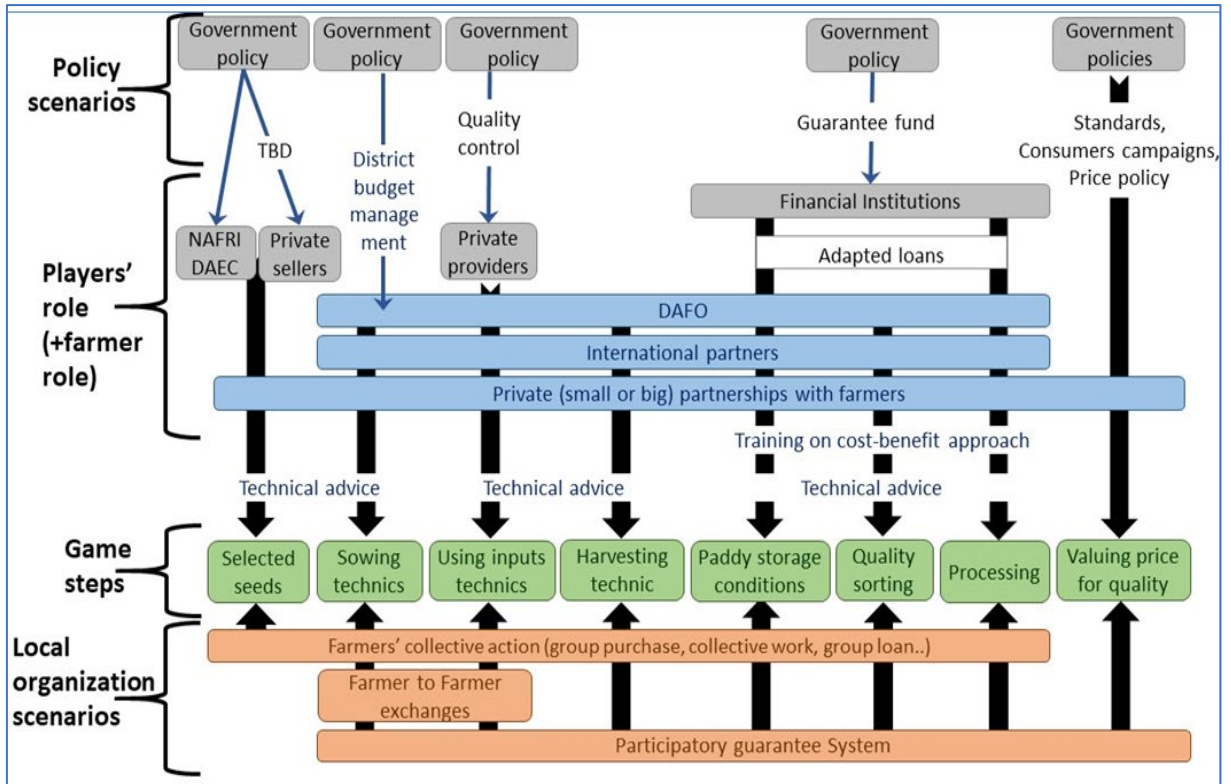 Policy
scenarios
Government
policy
Government
policy
Government
policy
Government
policy
Government
policies
TBD
District
budget
manage
ment
Quality
control
Guarantee fund
Standards,
Consumers campaigns,
Price policy
Players'
role
(+farmer
role)
NAFRI
DAEC
Private
sellers
Private
providers
Financial Institutions
Adapted loans
DAFO
International partners
Private (small or big) partnerships with farmers
Training on cost-benefit approach
Technical advice
Technical advice
Technical advice
Game
steps
Selected
seeds
Sowing
technics
Using inputs
technics
Harvesting
technic
Paddy storage
conditions
Quality
sorting
Processing
Valuing price
for quality
Local
organization
scenarios
Farmers' collective action (group purchase, collective work, group loan..)
Farmer to Farmer
exchanges
Participatory guarantee System